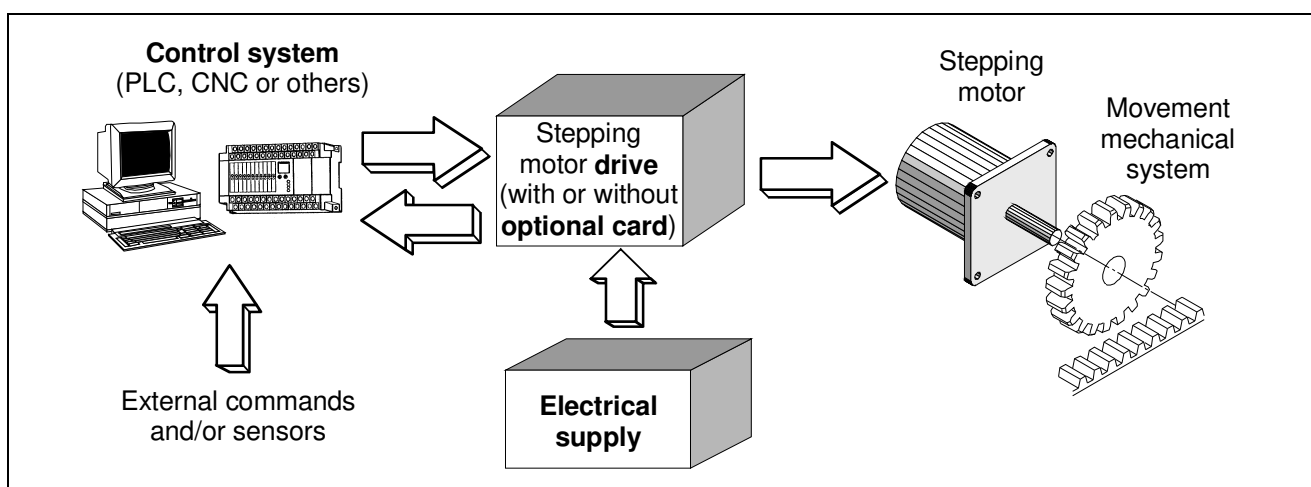 Control system
(PLC, CNC or others)
Stepping
motor drive
(with or without
optional card)
Stepping
motor
Movement
mechanical
system
External commands
and/or sensors
Electrical
supply